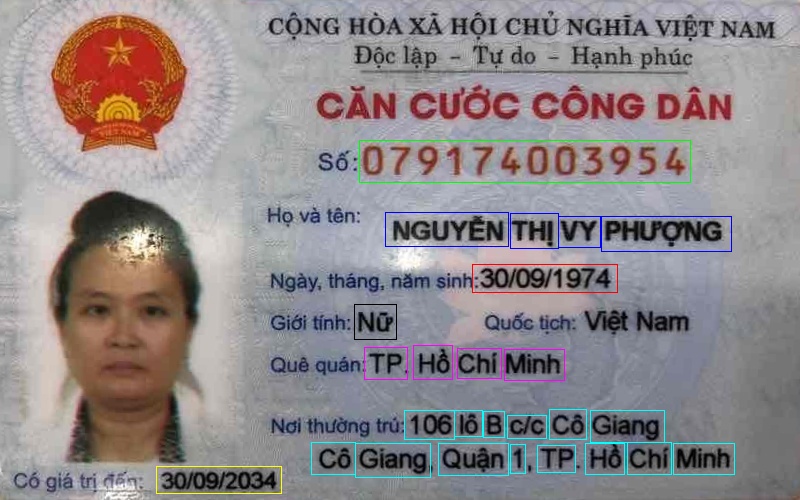 CỘNG HÒA XÃ HỘI CHỦ NGHĨA VIỆT NAM
Độc lập – Tự do – Hạnh phúc
CĂN CƯỚC CÔNG DÂN
Số: 079174003954
Họ và tên: NGUYỄN THỊ VY PHƯỢNG
Ngày, tháng, năm sinh: 30/09/1974
Giới tính: Nữ Quốc tịch: Việt Nam
Quê quán: TP. Hồ Chí Minh
Nơi thường trú: 106 lô B c/c Cô Giang
Cô Giang, Quận 1, TP. Hồ Chí Minh
Có giá trị đến: 30/09/2034